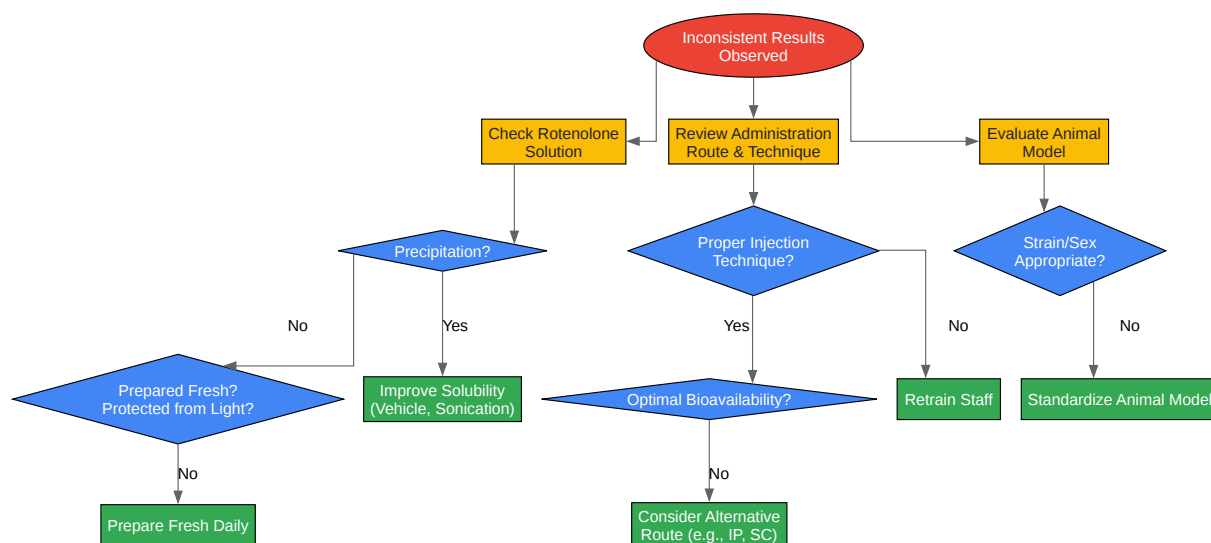 Inconsistent Results
Observed
Check Rotenolone
Solution
Review Administration
Route & Technique
Evaluate Animal
Model
Precipitation?
Proper Injection
Technique?
Strain/Sex
Appropriate?
No
Yes
Yes
No
No
Prepared Fresh?
Protected from Light?
Improve Solubility
(Vehicle, Sonication)
Optimal Bioavailability?
Retrain Staff
Standardize Animal Model
No
No
Prepare Fresh Daily
Consider Alternative
Route (e.g., IP, SC)